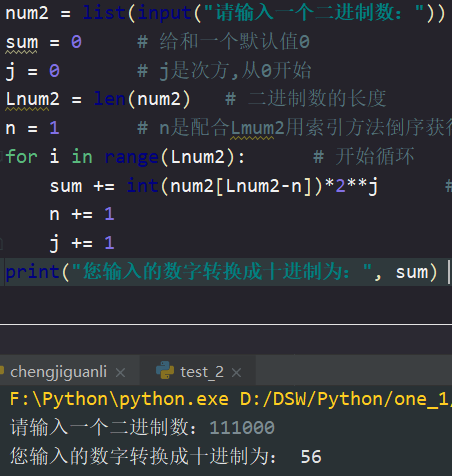 num2 = list(input("请输入一个二进制数："))
sum = 0 # 给和一个默认值0
j = 0 # j是次方,从0开始
Lnum2 = len(num2) # 二进制数的长度
n = 1 # n是配合Lmum2用索引方法倒序获得
for i in range(Lnum2): # 开始循环
sum += int(num2[Lnum2-n])*2**j #
n += 1
j += 1
print("您输入的数字转换成十进制为：", sum)
chengjiguanli × test_2 ×
F:\Python\python.exe D:/DSW/Python/one_1/
请输入一个二进制数：111000
您输入的数字转换成十进制为： 56